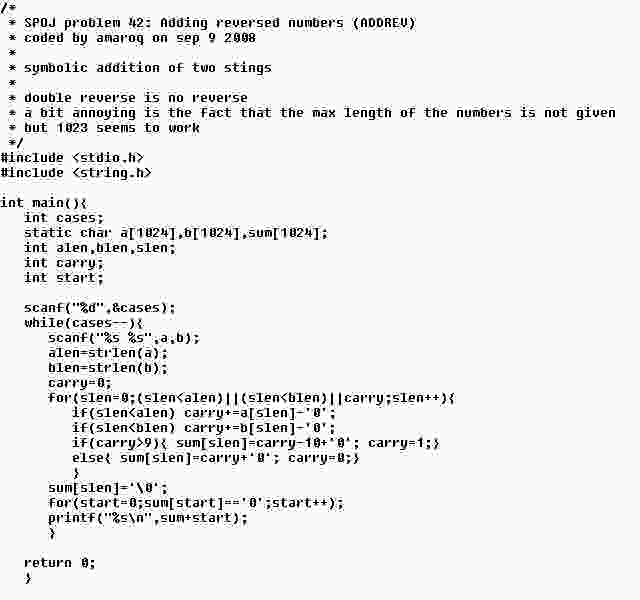 /*
 * SPOJ problem 42: Adding reversed numbers (ADDREV)
 * coded by amaroq on sep 9 2008
 *
 * symbolic addition of two stings
 *
 * double reverse is no reverse
 * a bit annoying is the fact that the max length of the numbers is not given
 * but 1023 seems to work
 */
#include <stdio.h>
#include <string.h>

int main(){
   int cases;
   static char a[1024],b[1024],sum[1024];
   int alen,blen,slen;
   int carry;
   int start;

   scanf("%d",&cases);
   while(cases--){
      scanf("%s %s",a,b);
      alen=strlen(a);
      blen=strlen(b);
      carry=0;
      for(slen=0;(slen<alen)||(slen<blen)||carry;slen++){
         if(slen<alen) carry+=a[slen]-'0';
         if(slen<blen) carry+=b[slen]-'0';
         if(carry>9){ sum[slen]=carry-10+'0'; carry=1;}
         else{ sum[slen]=carry+'0'; carry=0;}
         }
      sum[slen]='\0';
      for(start=0;sum[start]=='0';start++);
      printf("%s\n",sum+start);
      }

   return 0;
   }